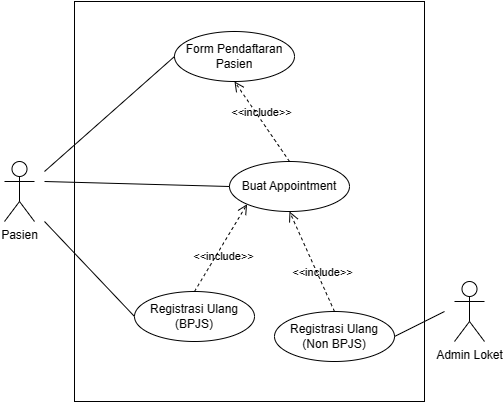 Form Pendaftaran
Pasien
<<include>>
Buat Appointment
Pasien
<<include>>
<<include>>
Registrasi Ulang
(BPJS)
Registrasi Ulang
(Non BPJS)
Admin Loket